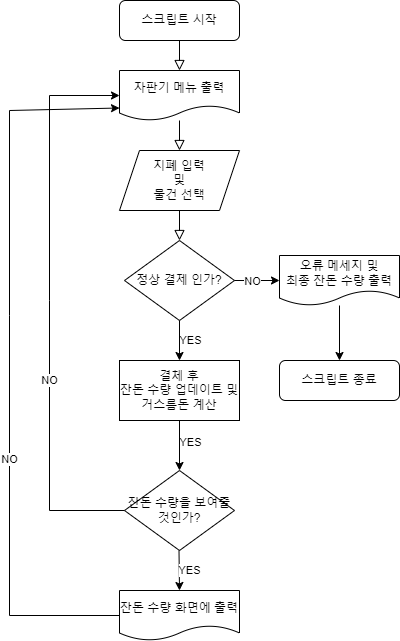 스크립트 시작
자판기 메뉴 출력
지폐 입력
및
물건 선택
정상 결제 인가?
NO
오류 메세지 및
최종 잔돈 수량 출력
YES
결제 후
잔돈 수량 업데이트 및
거스름돈 계산
스크립트 종료
NO
YES
NO
잔돈 수량을 보여줄
것인가?
YES
잔돈 수량 화면에 출력